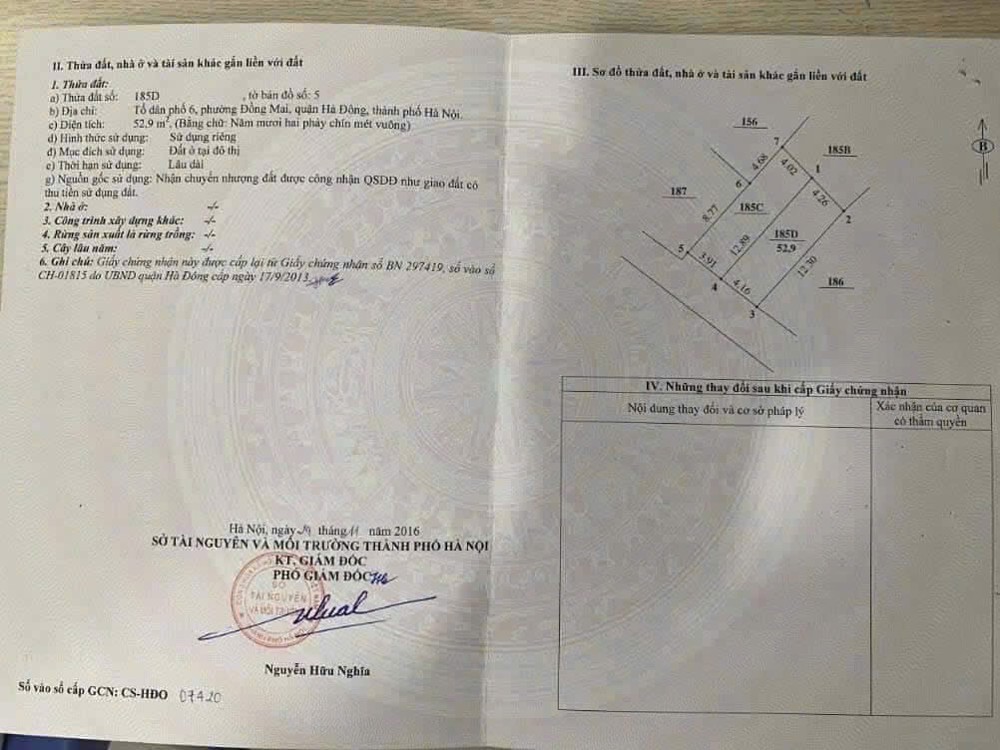 II. Thửa đất, nhà ở và tài sản khác gắn liền với đất
1. Thửa đất:
a) Thửa đất số: 185D , tờ bản đồ số: 5
b) Địa chỉ: Tổ dân phố 6, phường Đồng Mai, quận Hà Đông, thành phố Hà Nội.
c) Diện tích: 52,9 m², (Bằng chữ: Năm mươi hai phảy chín mét vuông)
d) Hình thức sử dụng: Sử dụng riêng
đ) Mục đích sử dụng: Đất ở tại đô thị
e) Thời hạn sử dụng: Lâu dài
g) Nguồn gốc sử dụng: Nhận chuyển nhượng đất được công nhận QSDĐ như giao đất có
thu tiền sử dụng đất.
2. Nhà ở: -/-
3. Công trình xây dựng khác: -/-
4. Rừng sản xuất là rừng trồng: -/-
5. Cây lâu năm: -/-
6. Ghi chú: Giấy chứng nhận này được cấp lại từ Giấy chứng nhận số BN 297419, số vào sổ
CH-01815 do UBND quận Hà Đông cấp ngày 17/9/2013
Hà Nội, ngày tháng 11 năm 2016
SỞ TÀI NGUYÊN VÀ MÔI TRƯỜNG THÀNH PHỐ HÀ NỘI
KT. GIÁM ĐỐC
PHÓ GIÁM ĐỐC
SỞ
TÀI NGUYÊN
Nguyễn Hữu Nghĩa
Số vào sổ cấp GCN: CS-HĐO 07420
III. Sơ đồ thửa đất, nhà ở và tài sản khác gắn liền với đất
156
7
185B
B
4.68
4.02
1
6
187
4.26
185C
2
8.77
185D
52,9
12.89
5
3.91
12.30
4
4.16
186
3
IV. Những thay đổi sau khi cấp Giấy chứng nhận
Nội dung thay đổi và cơ sở pháp lý
Xác nhận của cơ quan
có thẩm quyền